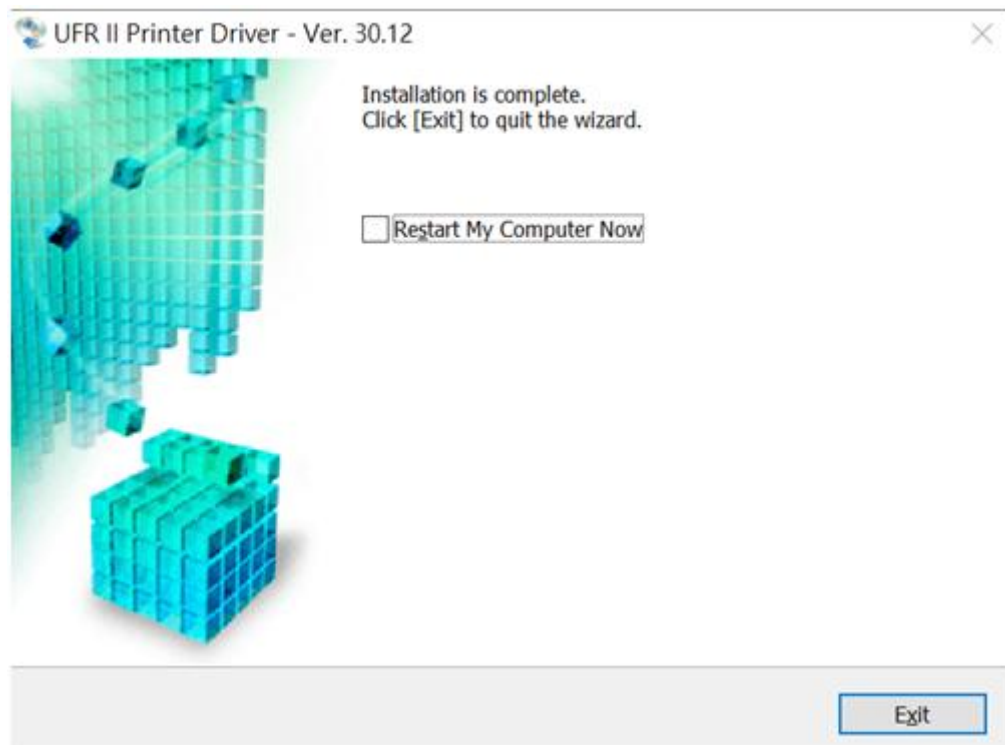 UFR II Printer Driver - Ver. 30.12
Installation is complete.
Click [Exit] to quit the wizard.
Restart My Computer Now
Exit